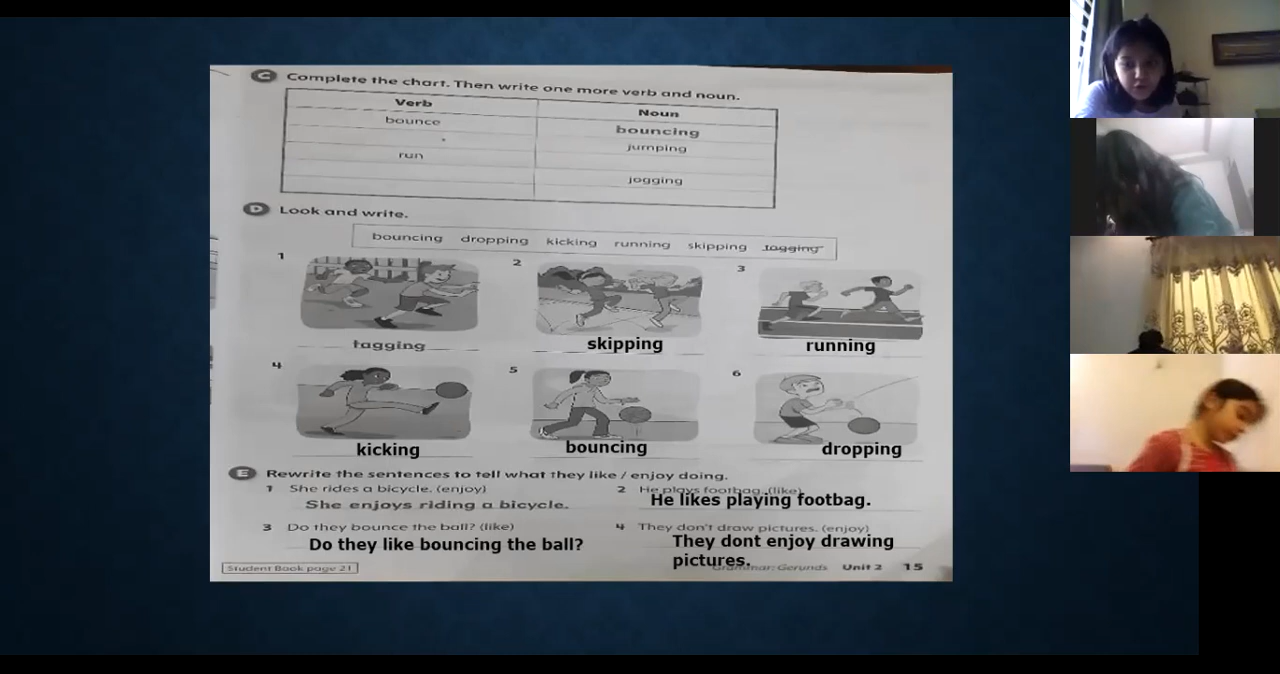 C Complete the chart. Then write one more verb and noun.
Verb Noun
bounce bouncing
jumping
run
jogging
D Look and write.
bouncing dropping kicking running skipping tagging
1 2 3
tagging skipping running
4 5 6
kicking bouncing dropping
E Rewrite the sentences to tell what they like / enjoy doing.
1 She rides a bicycle. (enjoy) 2 He plays footbag. (like)
She enjoys riding a bicycle. He likes playing footbag.
3 Do they bounce the ball? (like) 4 They don't draw pictures. (enjoy)
Do they like bouncing the ball? They dont enjoy drawing
pictures.
Student Book page 21 Grammar: Gerunds Unit 2 15